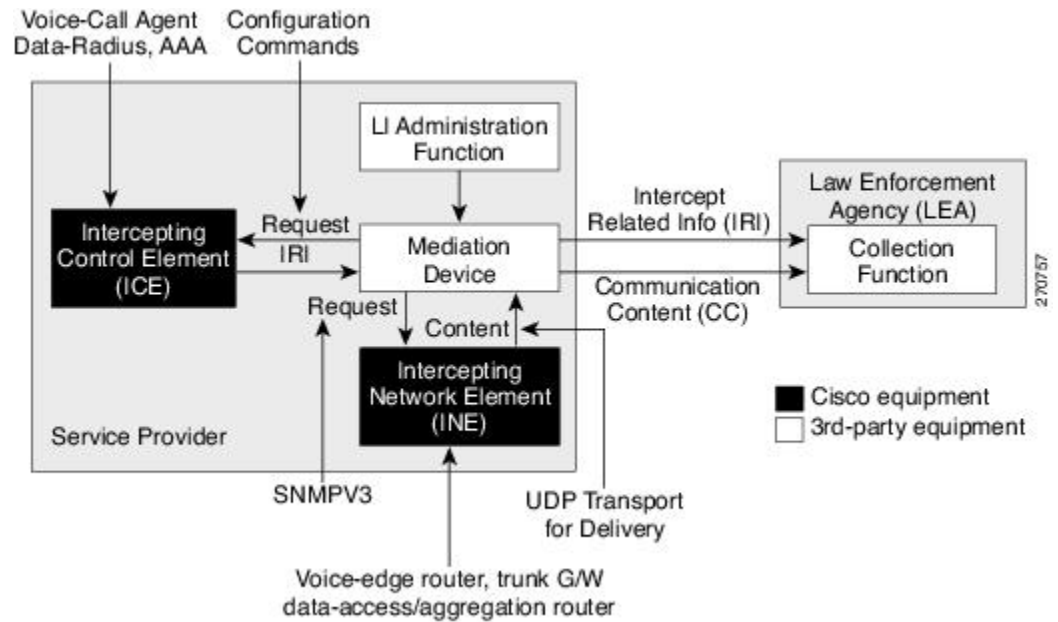 Voice-Call Agent
Data-Radius, AAA
Configuration
Commands
LI Administration
Function
Intercepting
Control Element
(ICE)
Request
IRI
Mediation
Device
Intercept
Related Info (IRI)
Communication
Content (CC)
Law Enforcement
Agency (LEA)
Collection
Function
270757
Request
Content
Intercepting
Network Element
(INE)
Service Provider
Cisco equipment
3rd-party equipment
SNMPV3
UDP Transport
for Delivery
Voice-edge router, trunk G/W
data-access/aggregation router